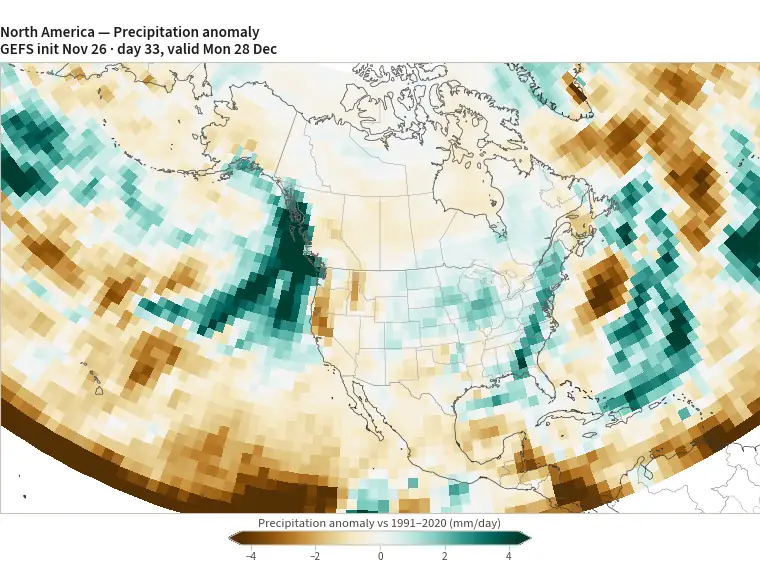 North America — Precipitation anomaly
GEFS init Nov 26 · day 33, valid Mon 28 Dec
Precipitation anomaly vs 1991–2020 (mm/day)
−4 −2 0 2 4